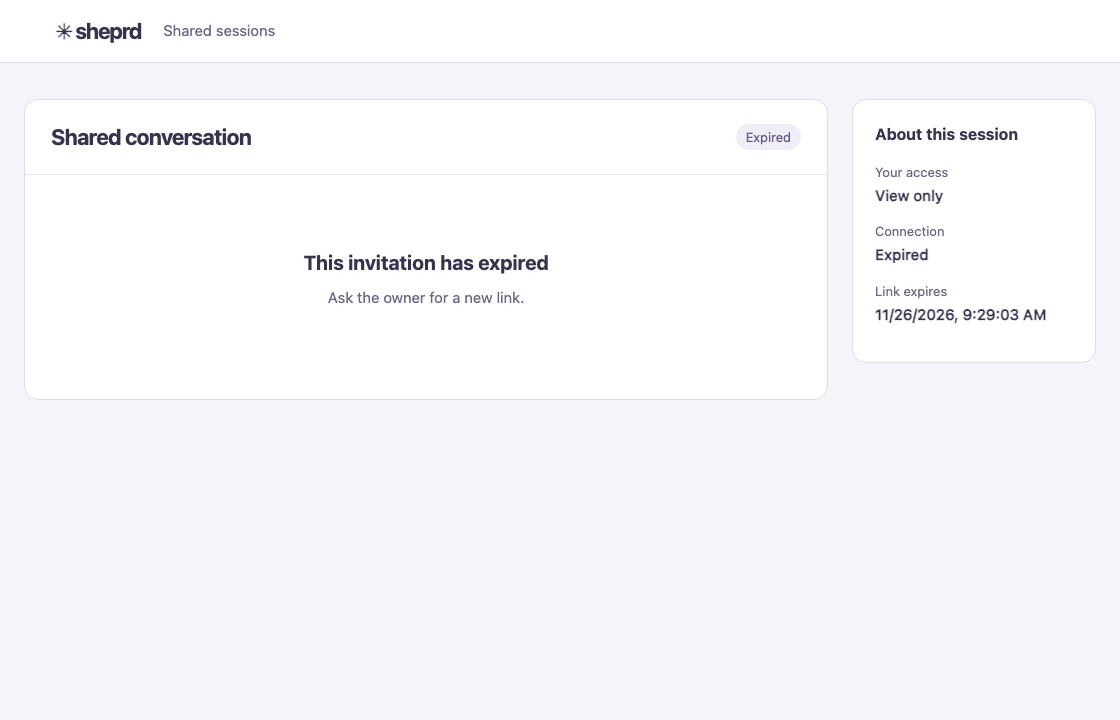 sheprd
Shared sessions
Shared conversation
Expired
This invitation has expired
Ask the owner for a new link.
About this session
Your access
View only
Connection
Expired
Link expires
11/26/2026, 9:29:03 AM